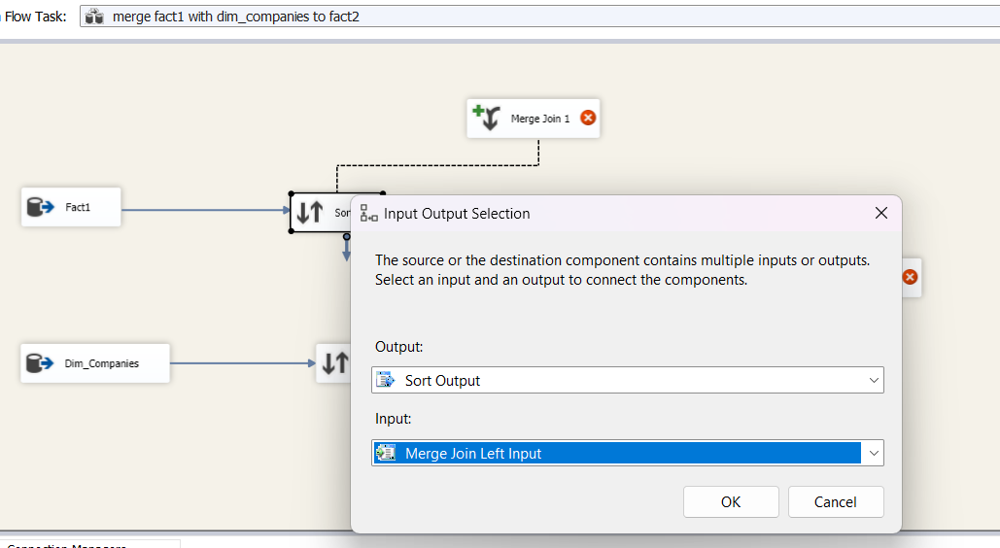 Flow Task:
merge fact1 with dim_companies to fact2
Merge Join 1
Fact1
Sor
Input Output Selection
The source or the destination component contains multiple inputs or outputs.
Select an input and an output to connect the components.
Output:
Dim_Companies
Sort Output
Input:
Merge Join Left Input
OK
Cancel
Connection Managers